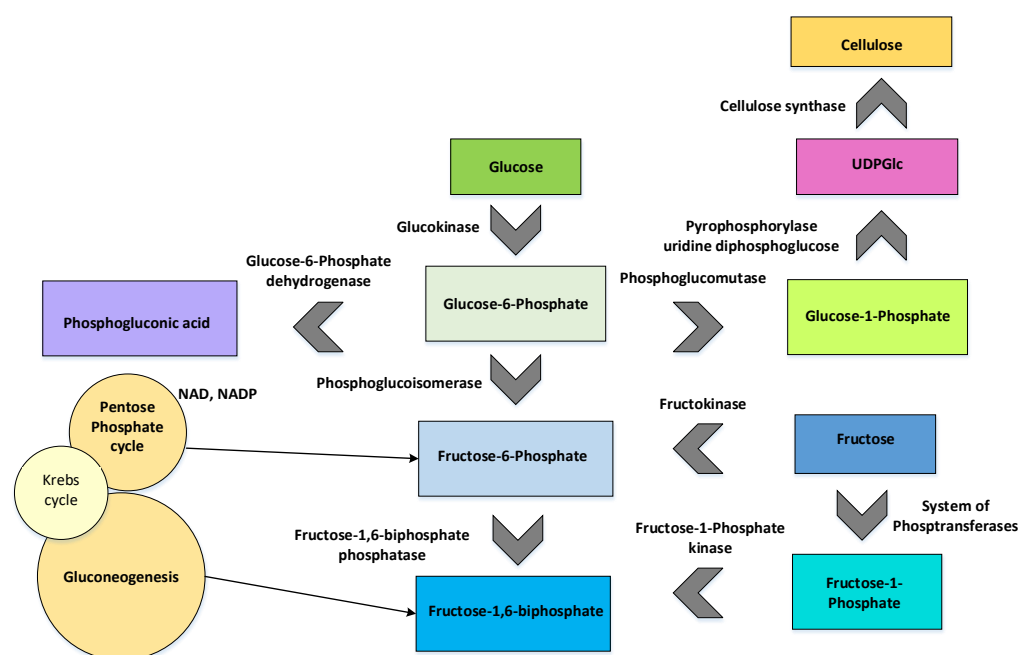 Cellulose
Cellulose synthase
Glucose
UDPGlc
Glucokinase
Pyrophosphorylase
uridine diphosphoglucose
Glucose-6-Phosphate
dehydrogenase
Phosphoglucomutase
Phosphogluconic acid
Glucose-6-Phosphate
Glucose-1-Phosphate
Phosphoglucoisomerase
NAD, NADP
Pentose
Phosphate
cycle
Fructokinase
Fructose-6-Phosphate
Fructose
Krebs
cycle
System of
Phosptransferases
Fructose-1,6-biphosphate
phosphatase
Fructose-1-Phosphate
kinase
Gluconeogenesis
Fructose-1,6-biphosphate
Fructose-1-
Phosphate